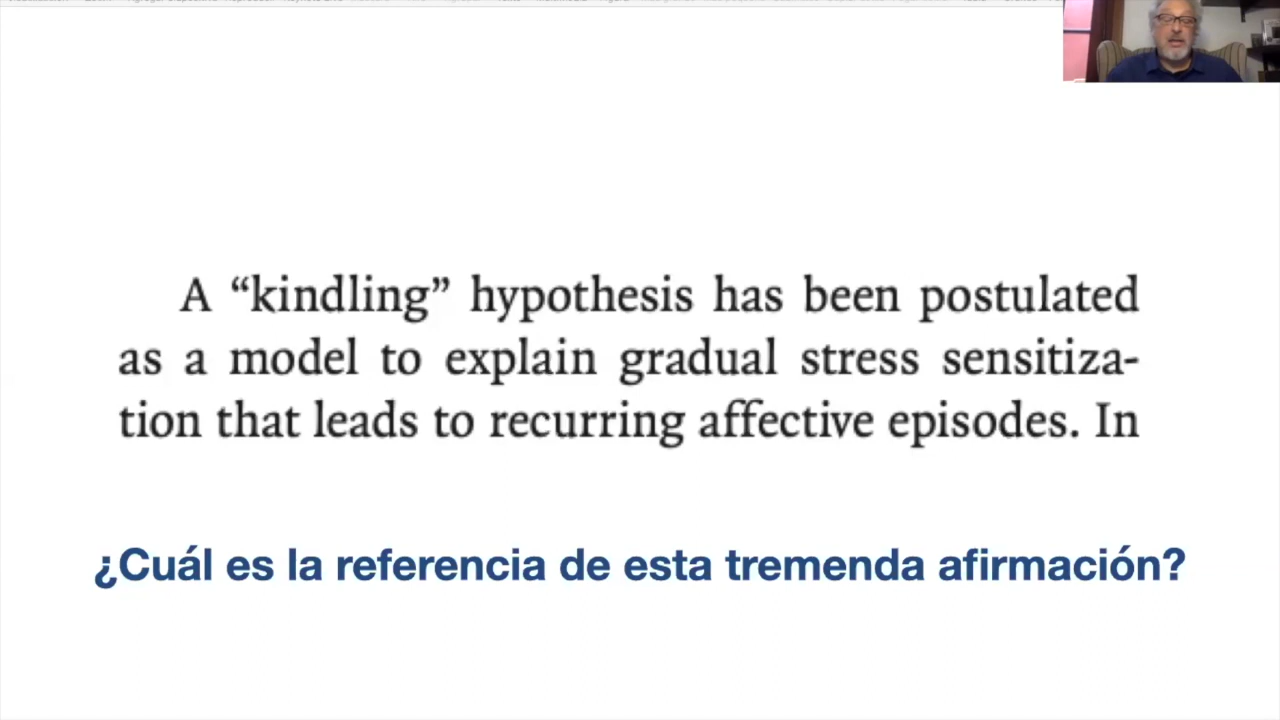 A “kindling” hypothesis has been postulated
as a model to explain gradual stress sensitiza-
tion that leads to recurring affective episodes. In
¿Cuál es la referencia de esta tremenda afirmación?